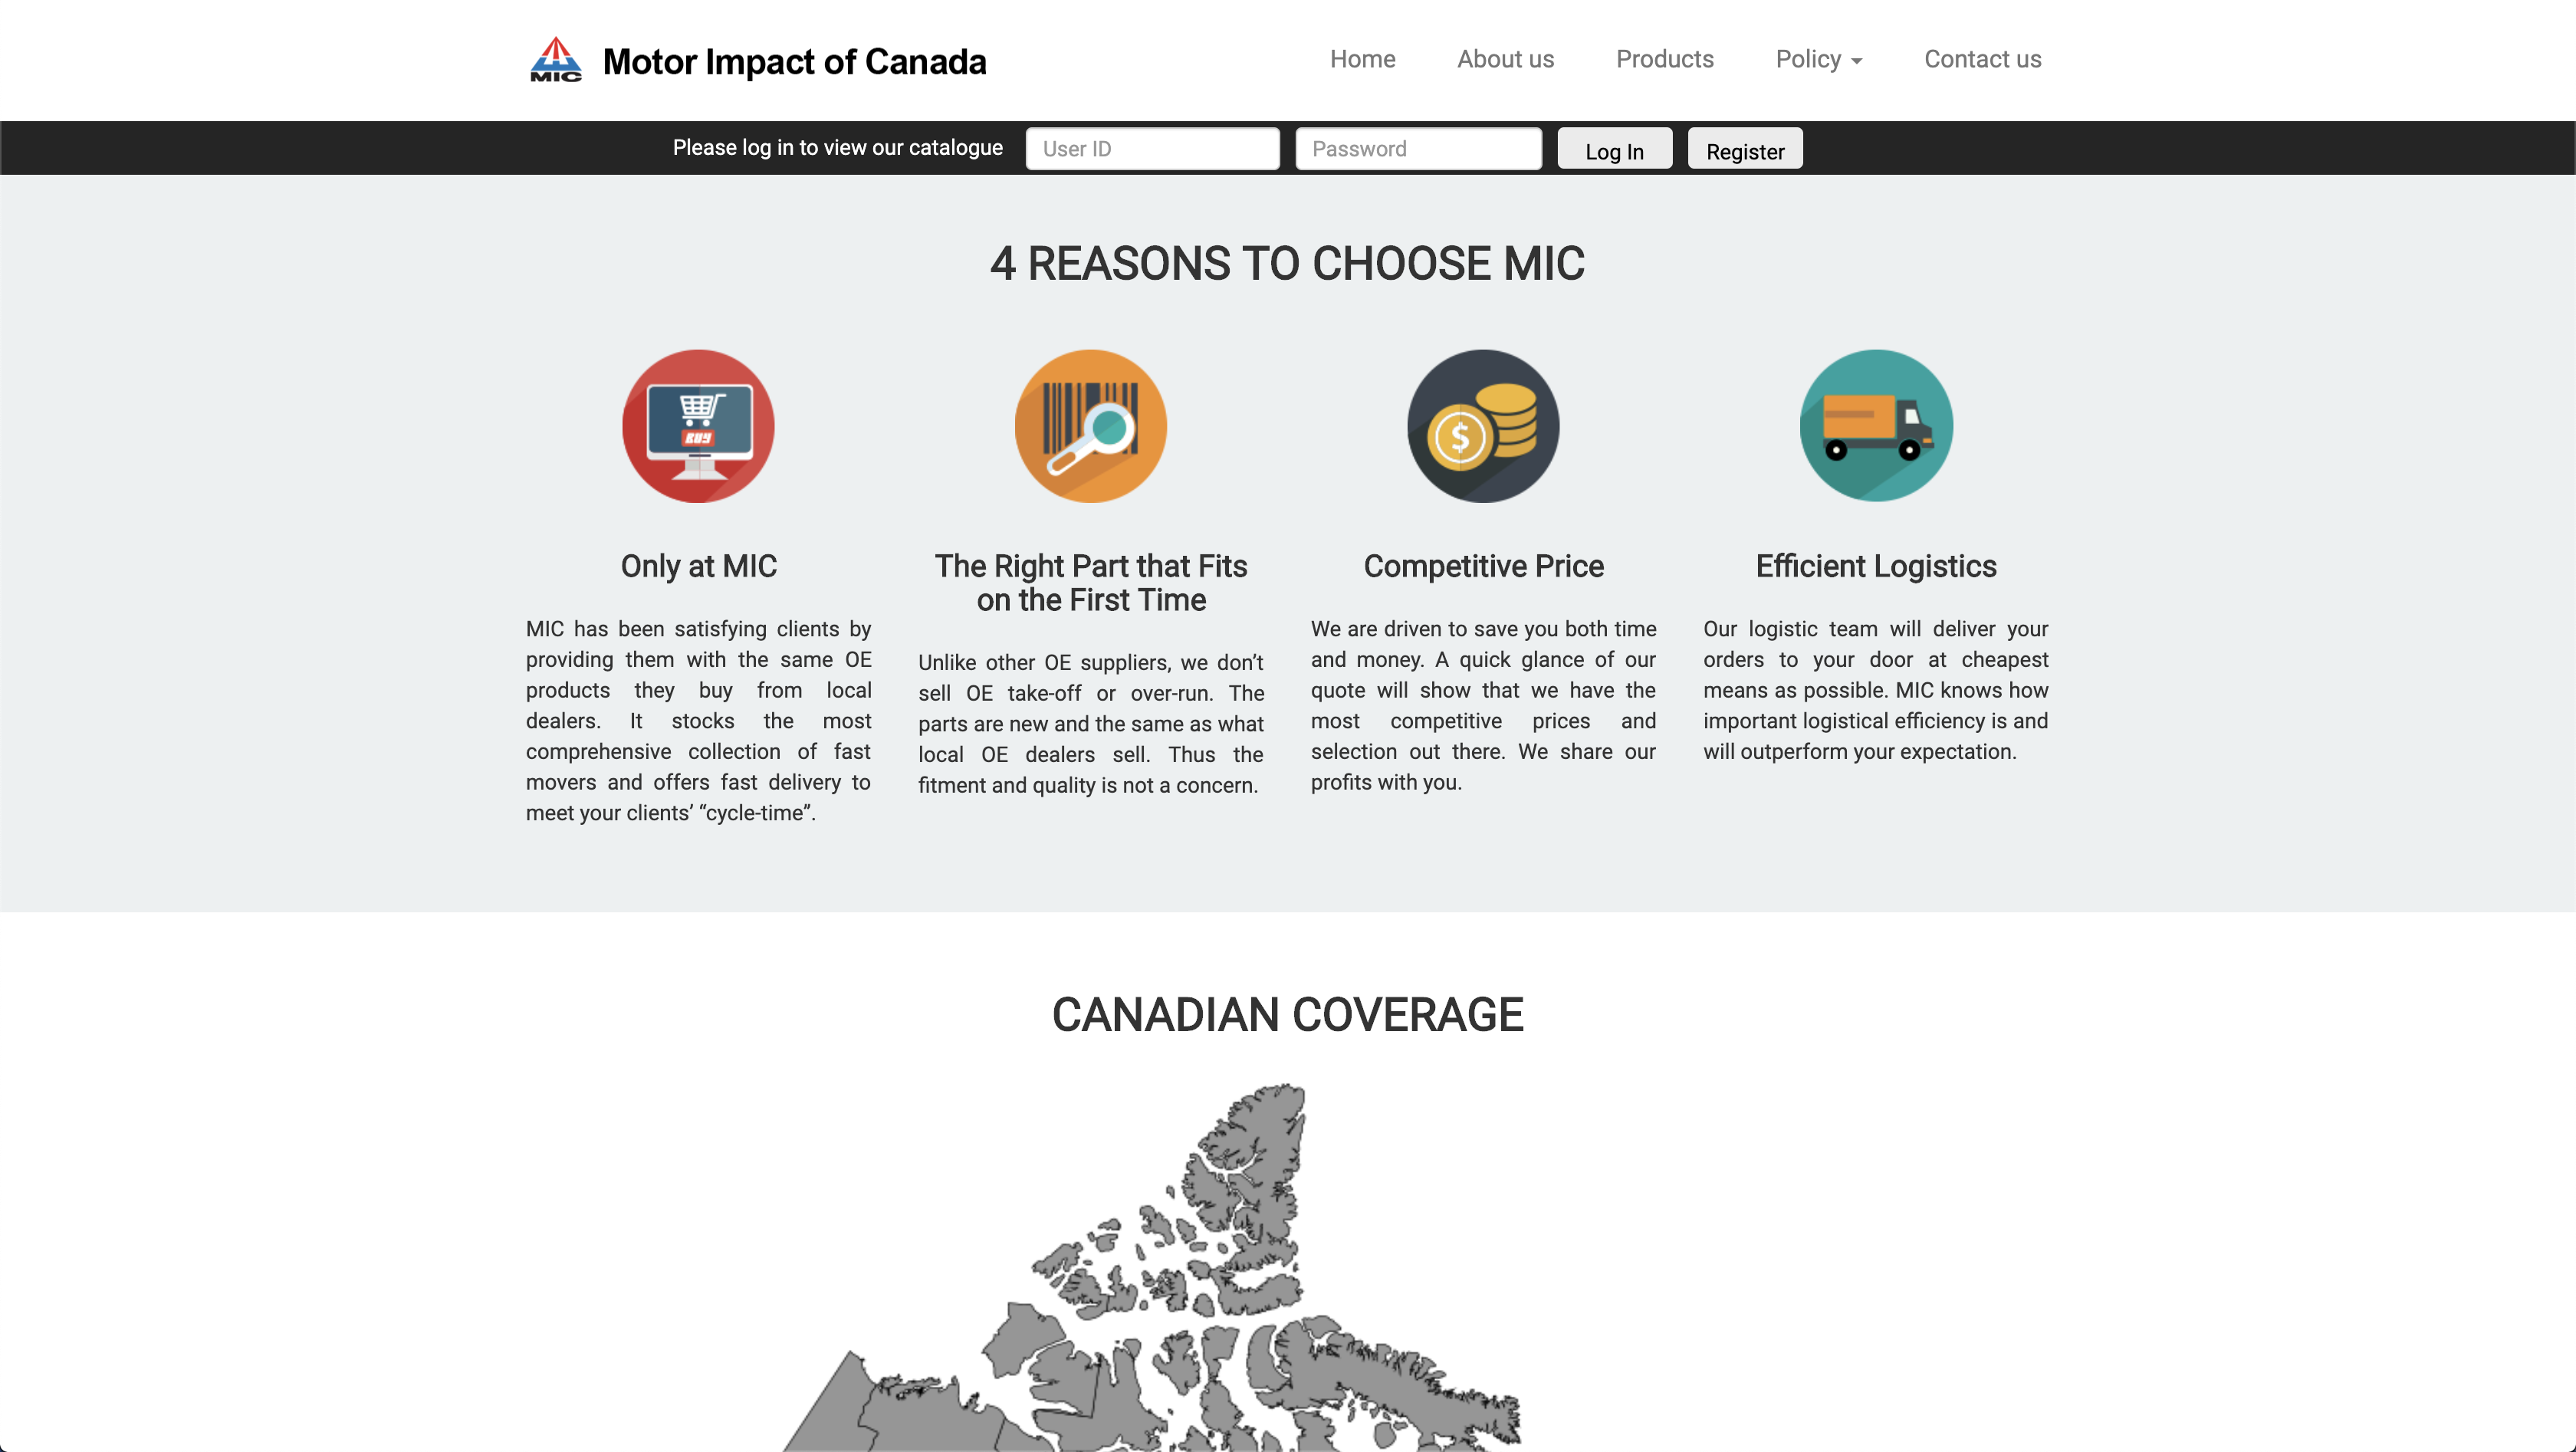 MIC
Motor Impact of Canada
Home
About us
Products
Policy
Contact us
Please log in to view our catalogue
User ID
Password
Log In
Register
4 REASONS TO CHOOSE MIC
BUY
$
Only at MIC
MIC has been satisfying clients by
providing them with the same OE
products they buy from local
dealers. It stocks the most
comprehensive collection of fast
movers and offers fast delivery to
meet your clients’ “cycle-time”.
The Right Part that Fits
on the First Time
Unlike other OE suppliers, we don’t
sell OE take-off or over-run. The
parts are new and the same as what
local OE dealers sell. Thus the
fitment and quality is not a concern.
Competitive Price
We are driven to save you both time
and money. A quick glance of our
quote will show that we have the
most competitive prices and
selection out there. We share our
profits with you.
Efficient Logistics
Our logistic team will deliver your
orders to your door at cheapest
means as possible. MIC knows how
important logistical efficiency is and
will outperform your expectation.
CANADIAN COVERAGE